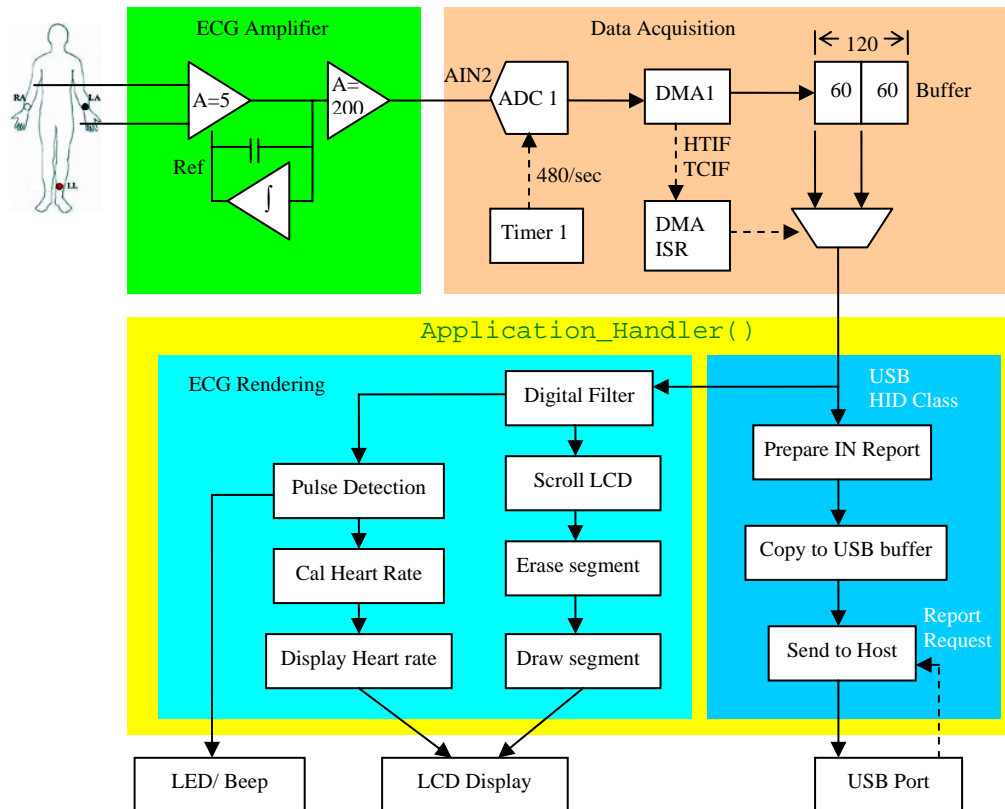 ECG Amplifier
Data Acquisition
RA
LA
LL
A=5
A=
200
Ref
∫
AIN2
ADC 1
480/sec
Timer 1
DMA1
HTIF
TCIF
DMA
ISR
120
60
60
Buffer
Application_Handler()
ECG Rendering
Digital Filter
Pulse Detection
Scroll LCD
Cal Heart Rate
Erase segment
Display Heart rate
Draw segment
USB
HID Class
Prepare IN Report
Copy to USB buffer
Report
Request
Send to Host
LED/ Beep
LCD Display
USB Port